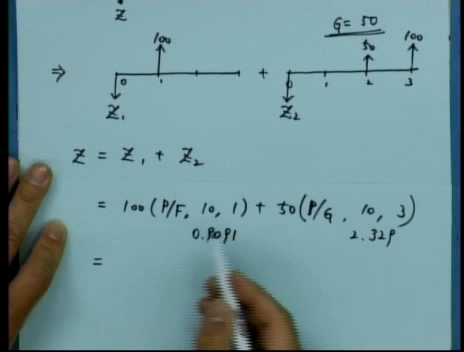 Z
G = 50
100
50
100
⇒
0
1
+
0
1
2
3
Z₁
Z₂
Z = Z₁ + Z₂
= 100 (P/F, 10, 1) + 50 (P/G, 10, 3)
0.9091
2.329
=